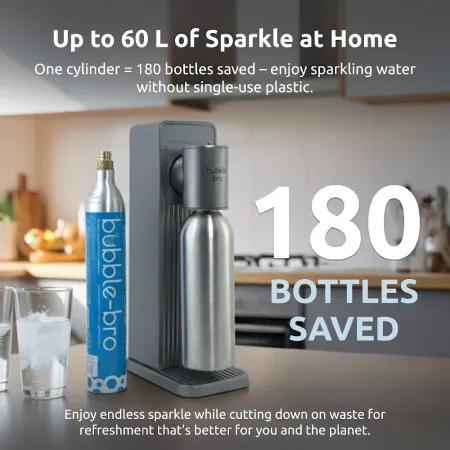 Up to 60 L of Sparkle at Home
One cylinder = 180 bottles saved – enjoy sparkling water
without single-use plastic.
bubble
bro
bubble-bro
180
BOTTLES
SAVED
Enjoy endless sparkle while cutting down on waste for
refreshment that's better for you and the planet.